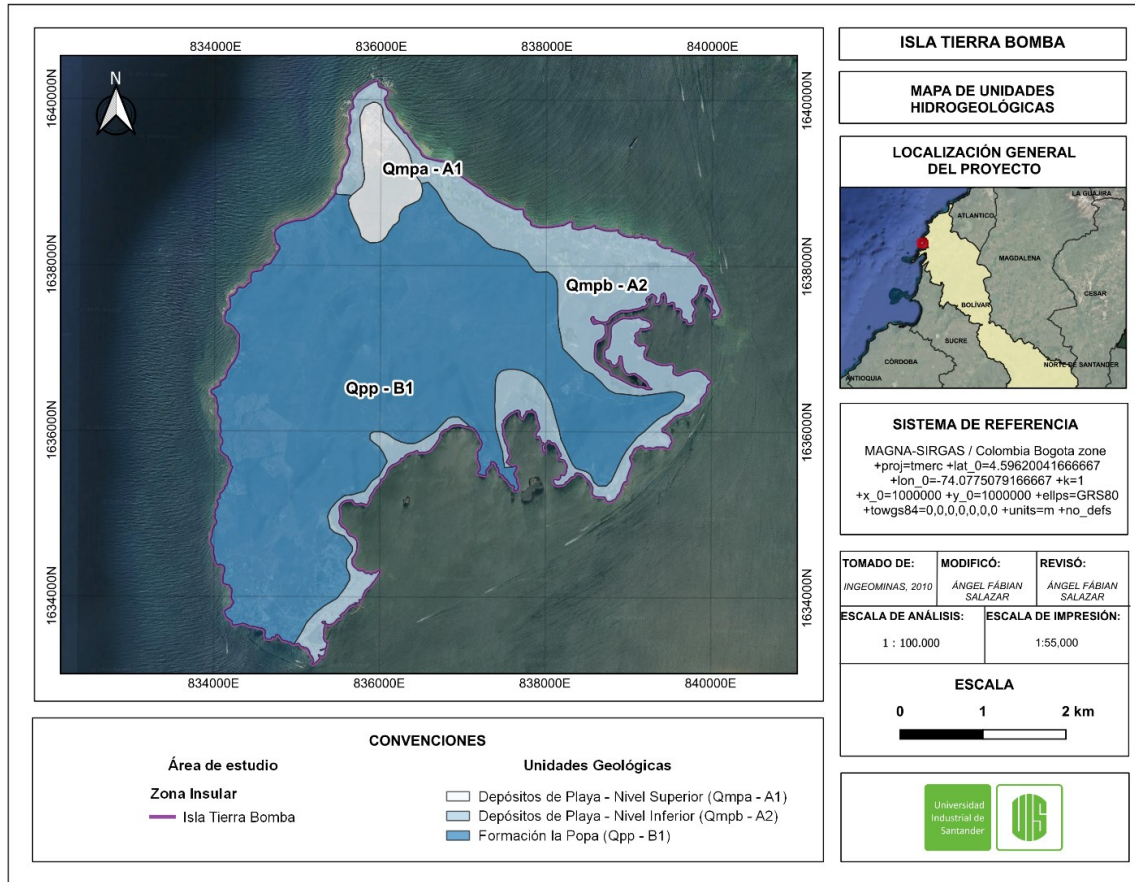 834000E
836000E
838000E
840000E
1640000N
1638000N
1636000N
1634000N
1640000N
1638000N
1636000N
1634000N
N
Qmpa - A1
Qmpb - A2
Qpp - B1
834000E
836000E
838000E
840000E
CONVENCIONES
Área de estudio
Zona Insular
Isla Tierra Bomba
Unidades Geológicas
Depósitos de Playa - Nivel Superior (Qmpa - A1)
Depósitos de Playa - Nivel Inferior (Qmpb - A2)
Formación la Popa (Qpp - B1)
ISLA TIERRA BOMBA
MAPA DE UNIDADES
HIDROGEOLÓGICAS
LOCALIZACIÓN GENERAL
DEL PROYECTO
LA GUAJIRA
ATLANTICO
MAGDALENA
CESAR
BOLÍVAR
SUCRE
CÓRDOBA
NORTE DE SANTANDER
ANTIOQUIA
SISTEMA DE REFERENCIA
MAGNA-SIRGAS / Colombia Bogota zone
+proj=tmerc +lat_0=4.59620041666667
+lon_0=-74.0775079166667 +k=1
+x_0=1000000 +y_0=1000000 +ellps=GRS80
+towgs84=0,0,0,0,0,0,0 +units=m +no_defs
TOMADO DE:
INGEOMINAS, 2010
MODIFICÓ:
ÁNGEL FÁBIAN
SALAZAR
REVISÓ:
ÁNGEL FÁBIAN
SALAZAR
ESCALA DE ANÁLISIS:
1 : 100.000
ESCALA DE IMPRESIÓN:
1:55,000
ESCALA
0 1 2 km
Universidad
Industrial de
Santander
UIS